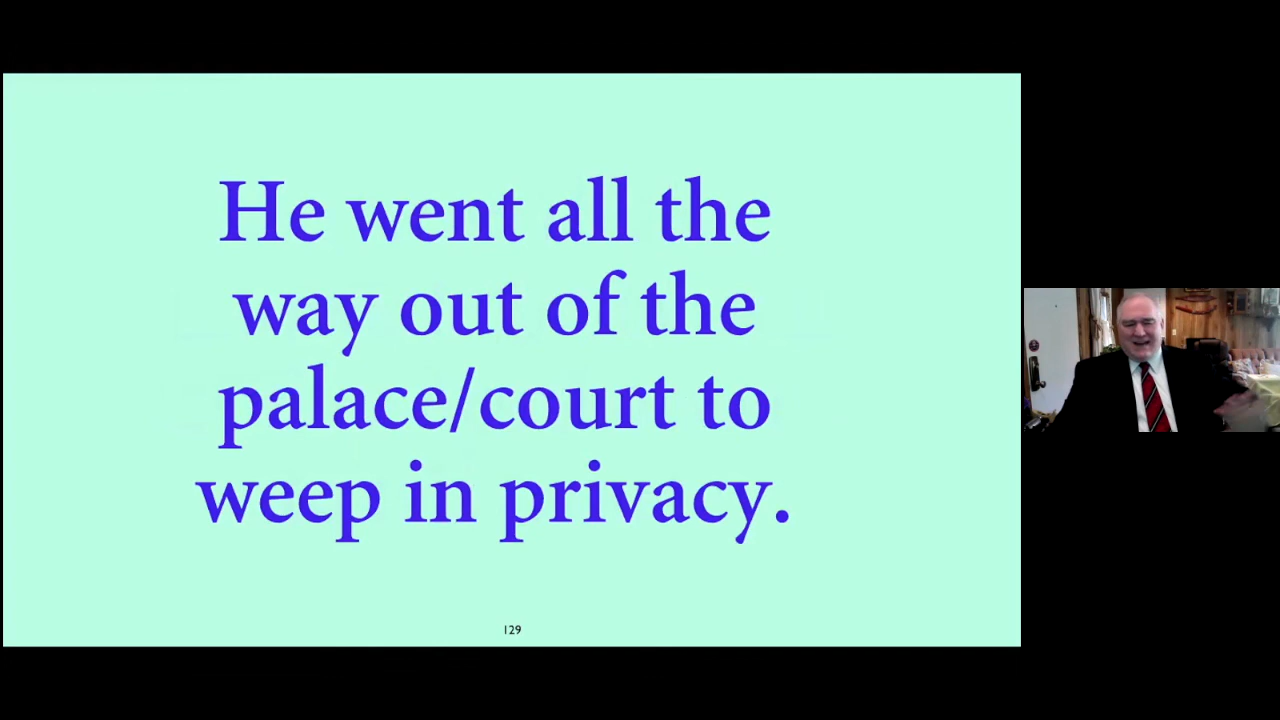 He went all the
way out of the
palace/court to
weep in privacy.
129